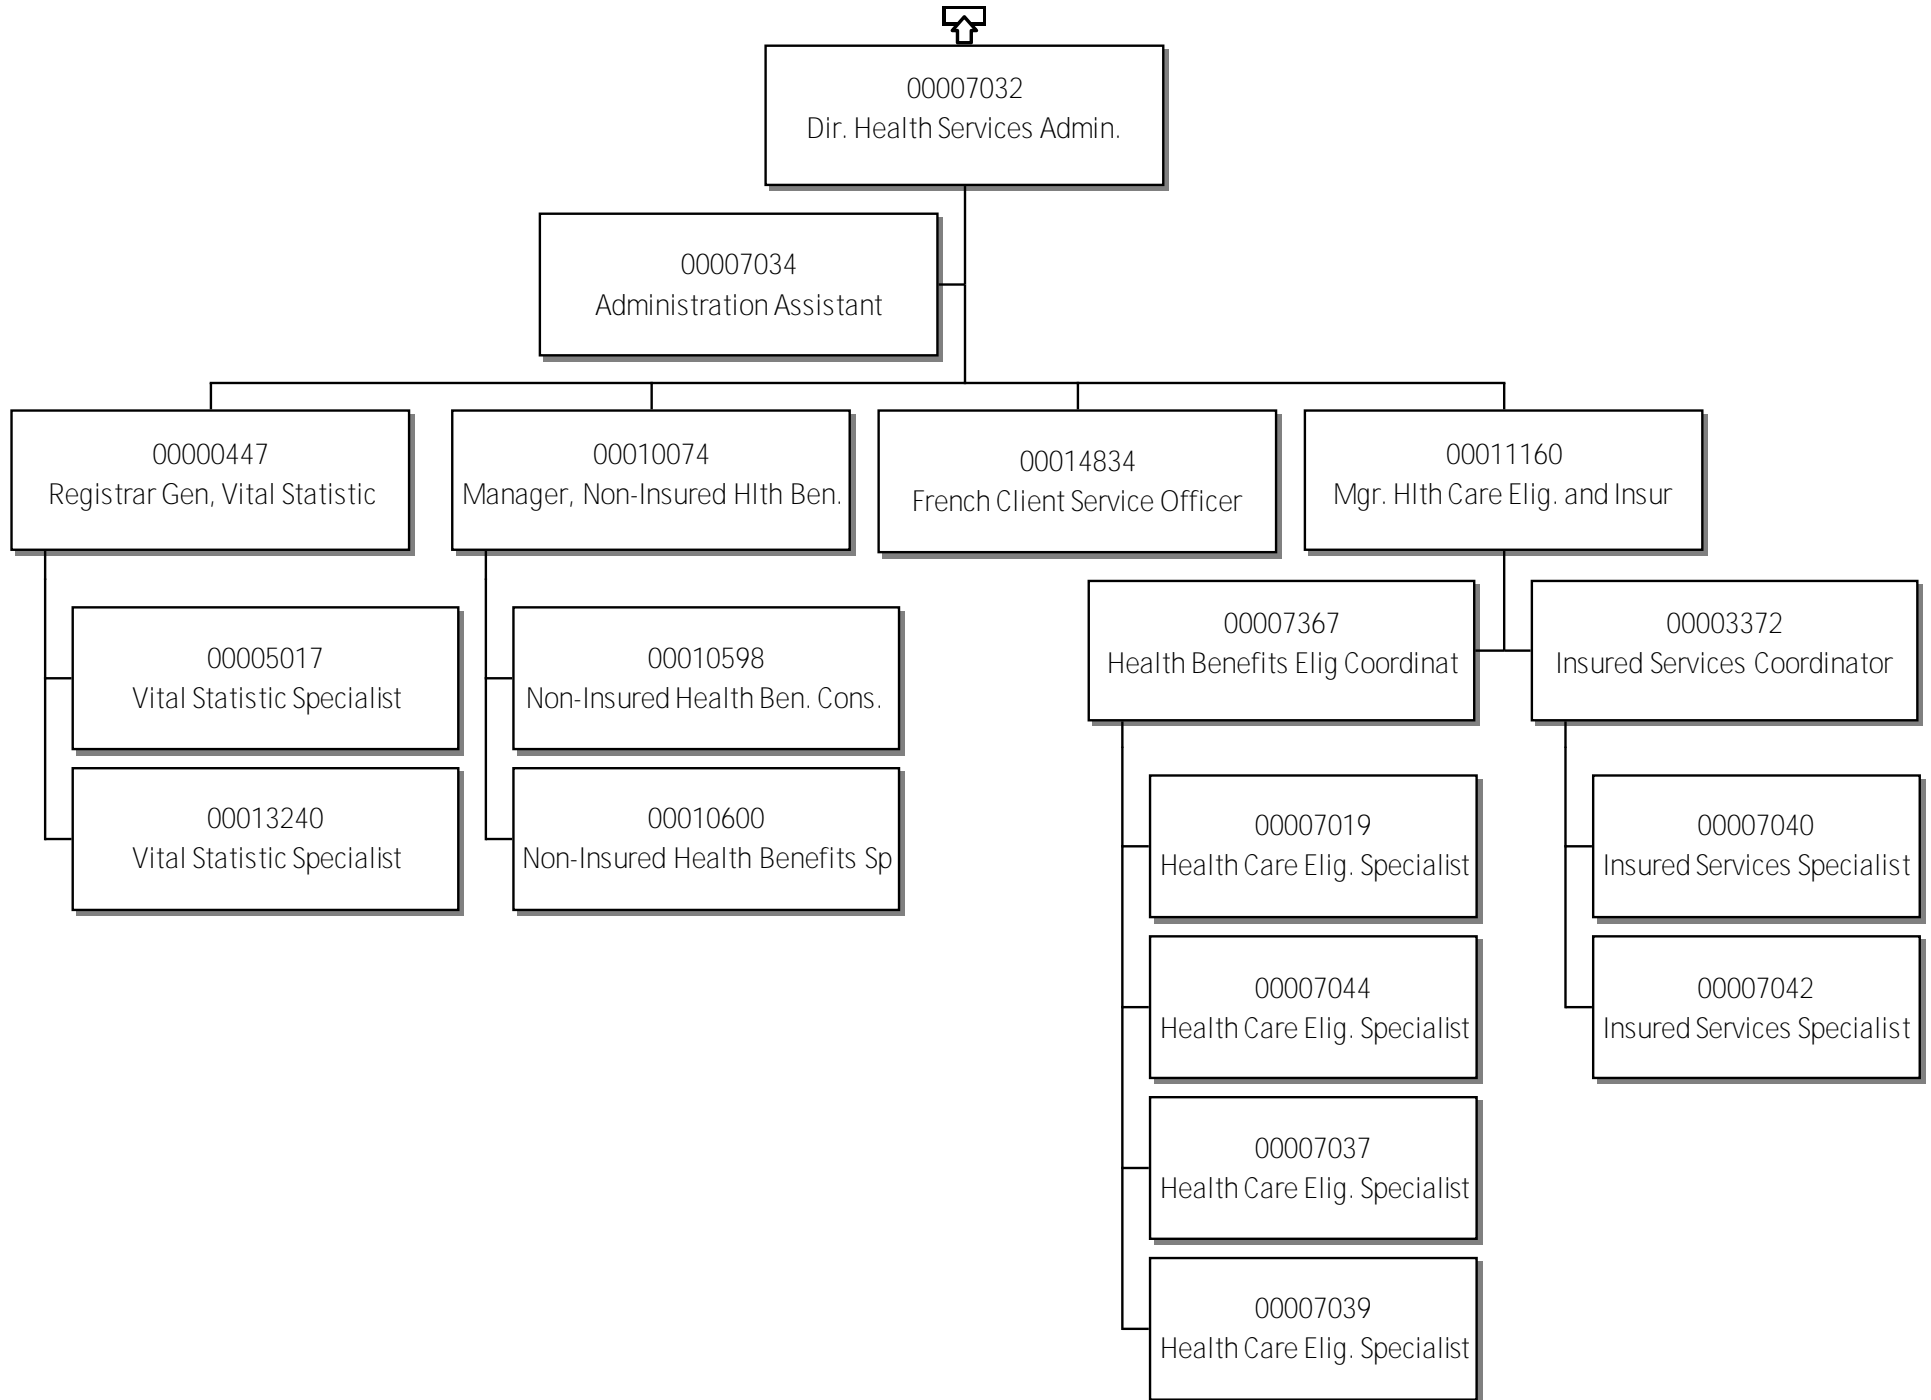 00007032
Dir. Health Services Admin.
00007034
Administration Assistant
00000447
Registrar Gen, Vital Statistic
00010074
Manager, Non-Insured Hlth Ben.
00014834
French Client Service Officer
00011160
Mgr. Hlth Care Elig. and Insur
00005017
Vital Statistic Specialist
00013240
Vital Statistic Specialist
00010598
Non-Insured Health Ben. Cons.
00010600
Non-Insured Health Benefits Sp
00007367
Health Benefits Elig Coordinat
00003372
Insured Services Coordinator
00007019
Health Care Elig. Specialist
00007044
Health Care Elig. Specialist
00007037
Health Care Elig. Specialist
00007039
Health Care Elig. Specialist
00007040
Insured Services Specialist
00007042
Insured Services Specialist